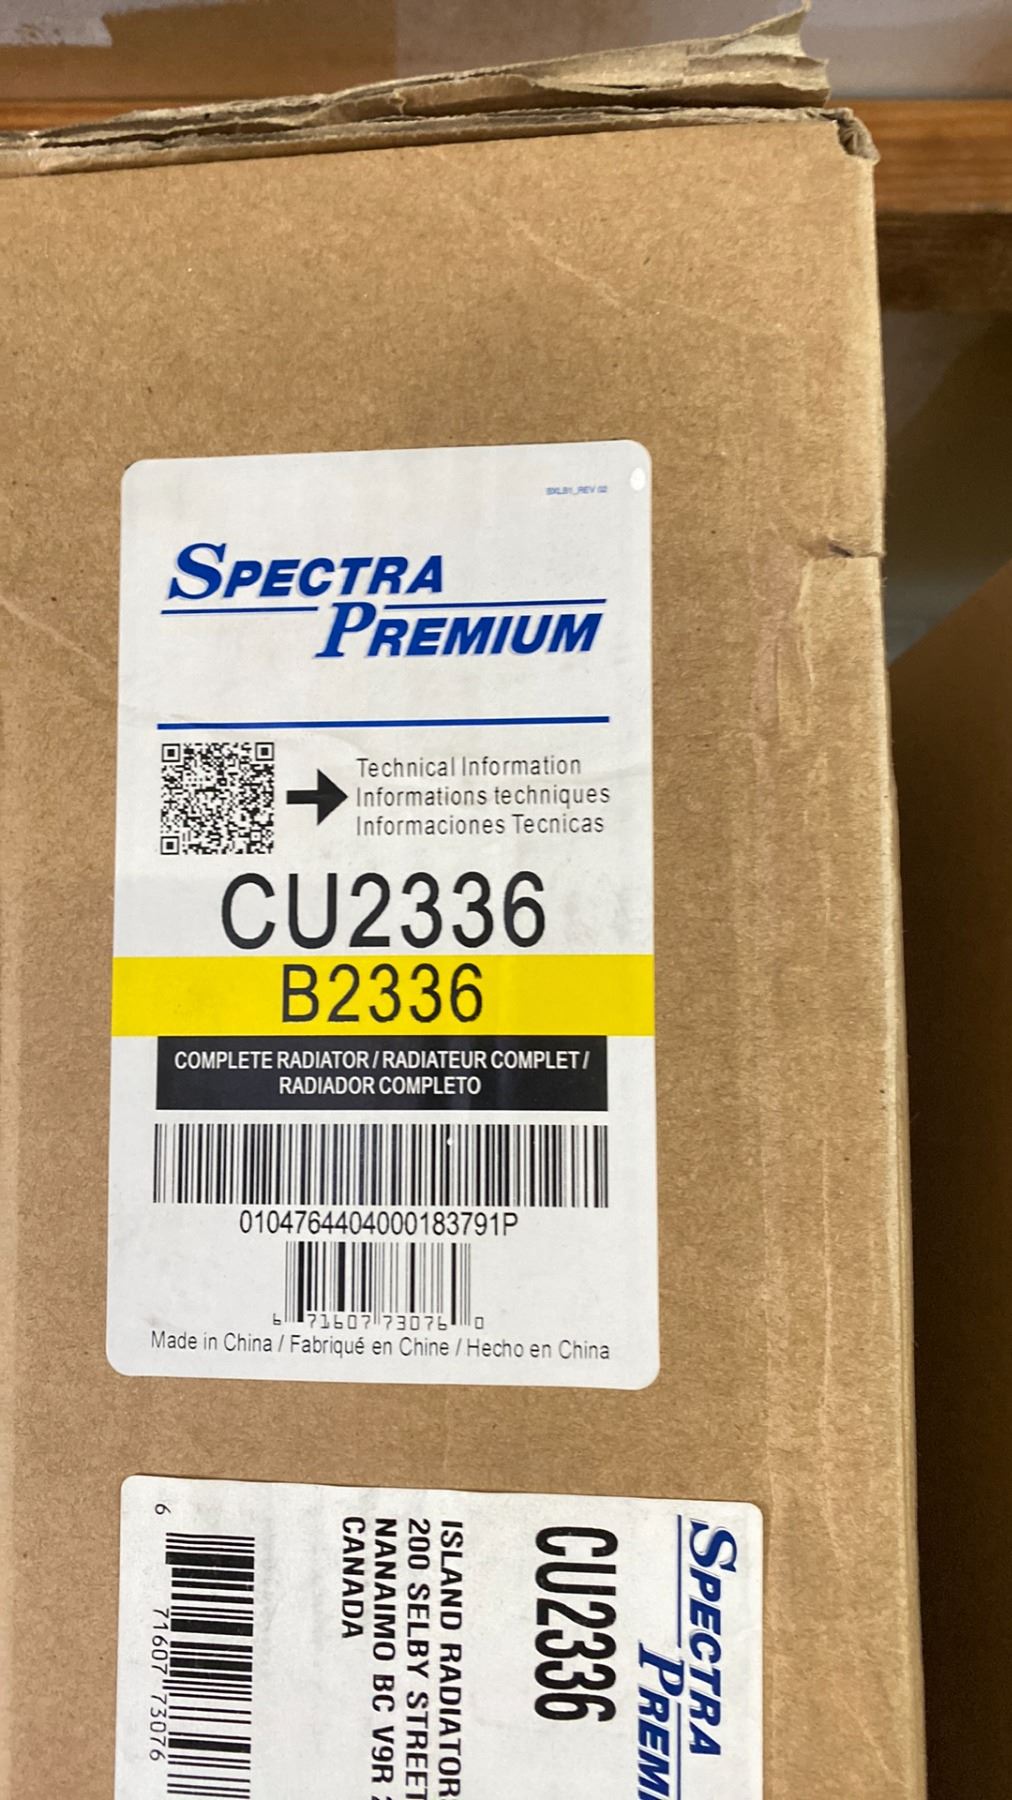 BXLB1_REV 02
SPECTRA
PREMIUM
Technical Information
Informations techniques
Informaciones Tecnicas
CU2336
B2336
COMPLETE RADIATOR / RADIATEUR COMPLET /
RADIADOR COMPLETO
0104764404000183791P
6 71607 73076 0
Made in China / Fabriqué en Chine / Hecho en China
SPECTRA
PREM
CU2336
ISLAND RADIATOR
200 SELBY STREET
NANAIMO BC V9R
CANADA
6 71607 73076